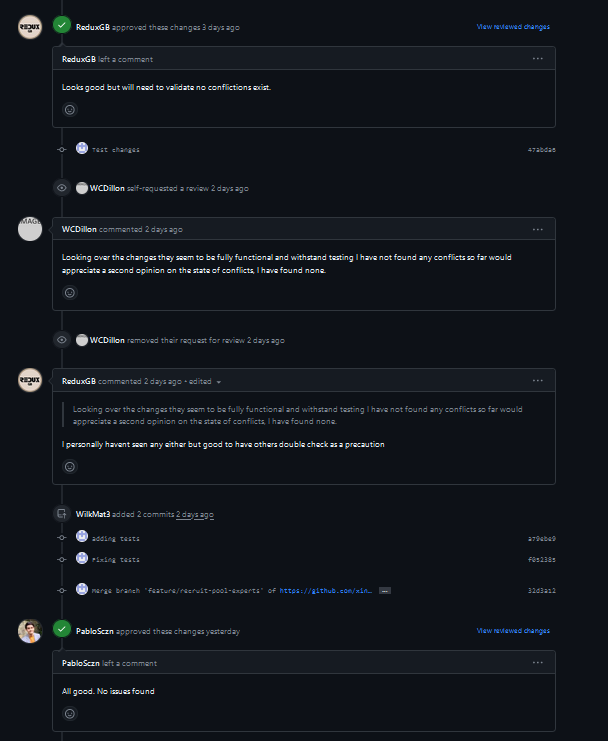 REDUX
GB
ReduxGB approved these changes 3 days ago
View reviewed changes
ReduxGB left a comment
Looks good but will need to validate no conflictions exist.
Test changes
47abda6
WCDillon self-requested a review 2 days ago
WCDillon commented 2 days ago
Looking over the changes they seem to be fully functional and withstand testing I have not found any conflicts so far would
appreciate a second opinion on the state of conflicts, I have found none.
WCDillon removed their request for review 2 days ago
REDUX
GB
ReduxGB commented 2 days ago • edited
Looking over the changes they seem to be fully functional and withstand testing I have not found any conflicts so far would
appreciate a second opinion on the state of conflicts, I have found none.
I personally havent seen any either but good to have others double check as a precaution
WilkMat3 added 2 commits 2 days ago
adding tests
a79ebe9
Fixing tests
f052385
Merge branch 'feature/recruit-pool-experts' of https://github.com/xin…
32d3a12
PabloSczn approved these changes yesterday
View reviewed changes
PabloSczn left a comment
All good. No issues found